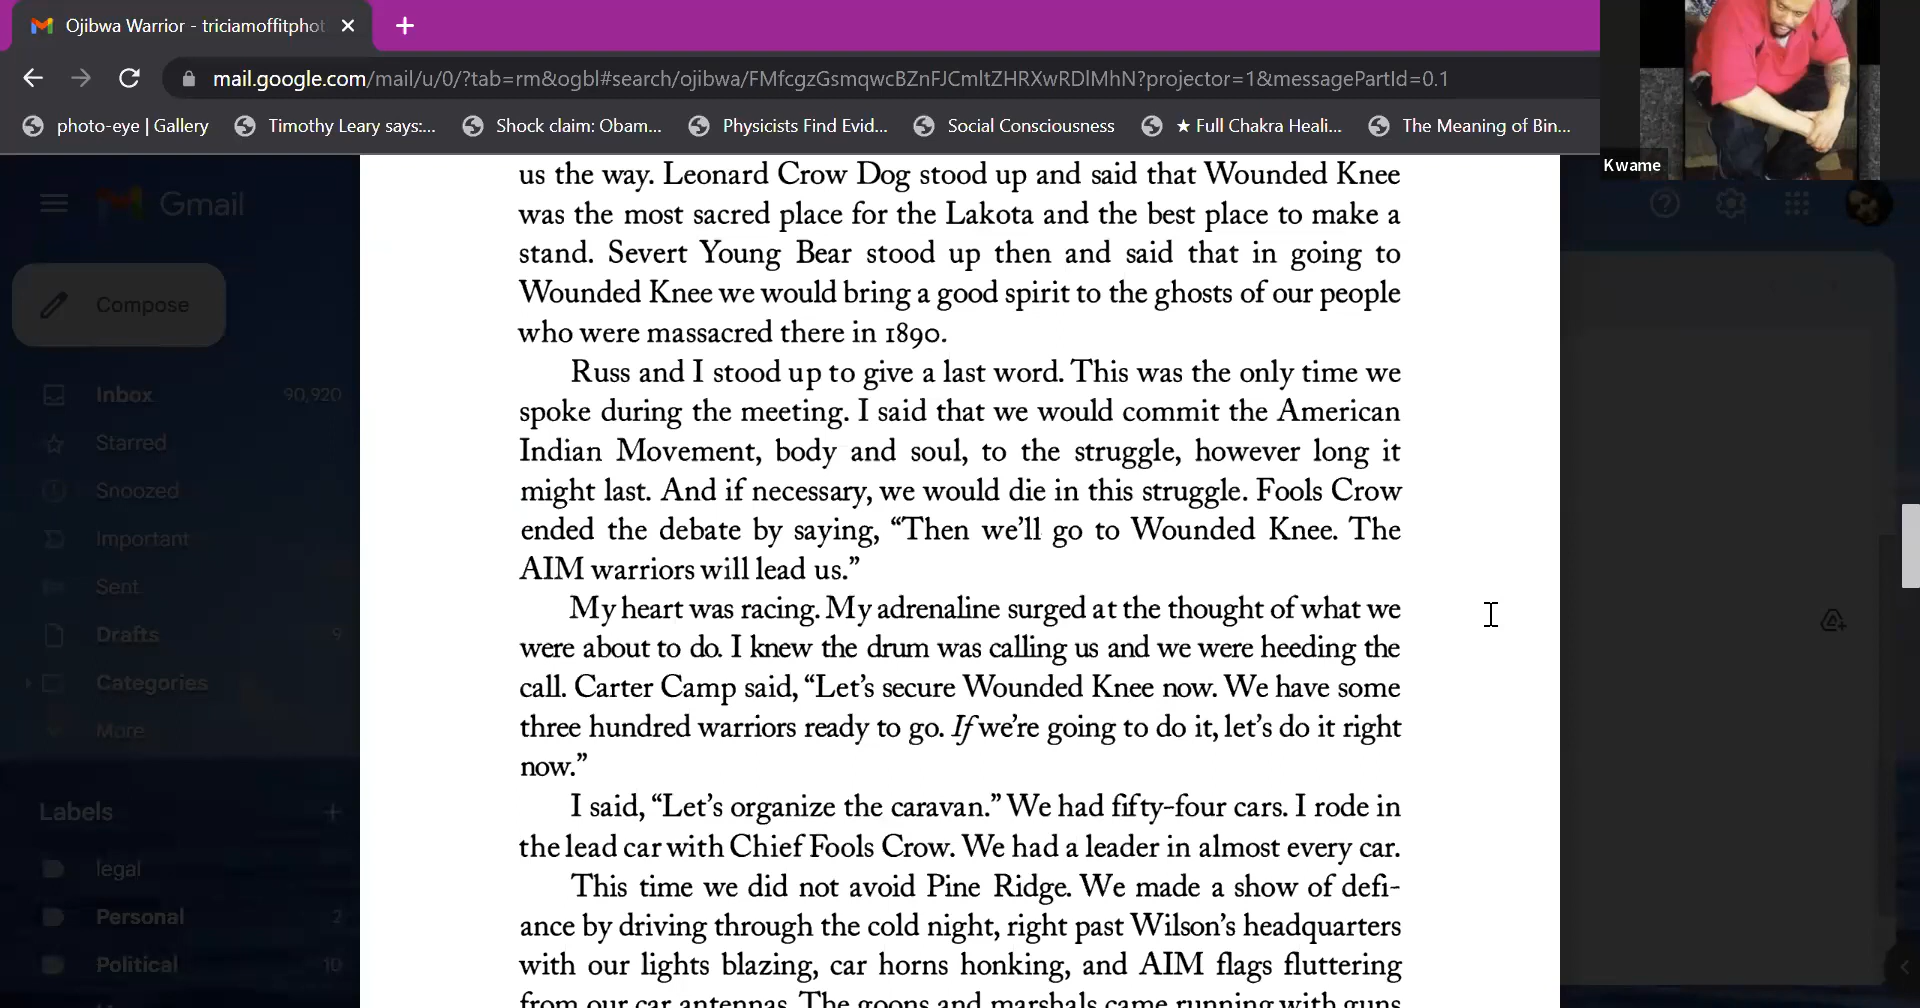 Ojibwa Warrior - triciamoffitphot
mail.google.com/mail/u/0/?tab=rm&ogbl#search/ojibwa/FMfcgzGsmqwcBZnFJCmltZHRXwRDlMhN?projector=1&messagePartId=0.1
photo-eye | Gallery
Timothy Leary says:...
Shock claim: Obam...
Physicists Find Evid...
Social Consciousness
★ Full Chakra Heali...
The Meaning of Bin...
Kwame
Gmail
Compose
Inbox 90,920
Starred
Snoozed
Important
Sent
Drafts 9
Categories
More
Labels
legal
Personal 2
Political 10
us the way. Leonard Crow Dog stood up and said that Wounded Knee
was the most sacred place for the Lakota and the best place to make a
stand. Severt Young Bear stood up then and said that in going to
Wounded Knee we would bring a good spirit to the ghosts of our people
who were massacred there in 1890.
Russ and I stood up to give a last word. This was the only time we
spoke during the meeting. I said that we would commit the American
Indian Movement, body and soul, to the struggle, however long it
might last. And if necessary, we would die in this struggle. Fools Crow
ended the debate by saying, “Then we’ll go to Wounded Knee. The
AIM warriors will lead us.”
My heart was racing. My adrenaline surged at the thought of what we
were about to do. I knew the drum was calling us and we were heeding the
call. Carter Camp said, “Let’s secure Wounded Knee now. We have some
three hundred warriors ready to go. If we’re going to do it, let’s do it right
now.”
I said, “Let’s organize the caravan.” We had fifty-four cars. I rode in
the lead car with Chief Fools Crow. We had a leader in almost every car.
This time we did not avoid Pine Ridge. We made a show of defi-
ance by driving through the cold night, right past Wilson’s headquarters
with our lights blazing, car horns honking, and AIM flags fluttering
from our car antennas. The goons and marshals came running with guns